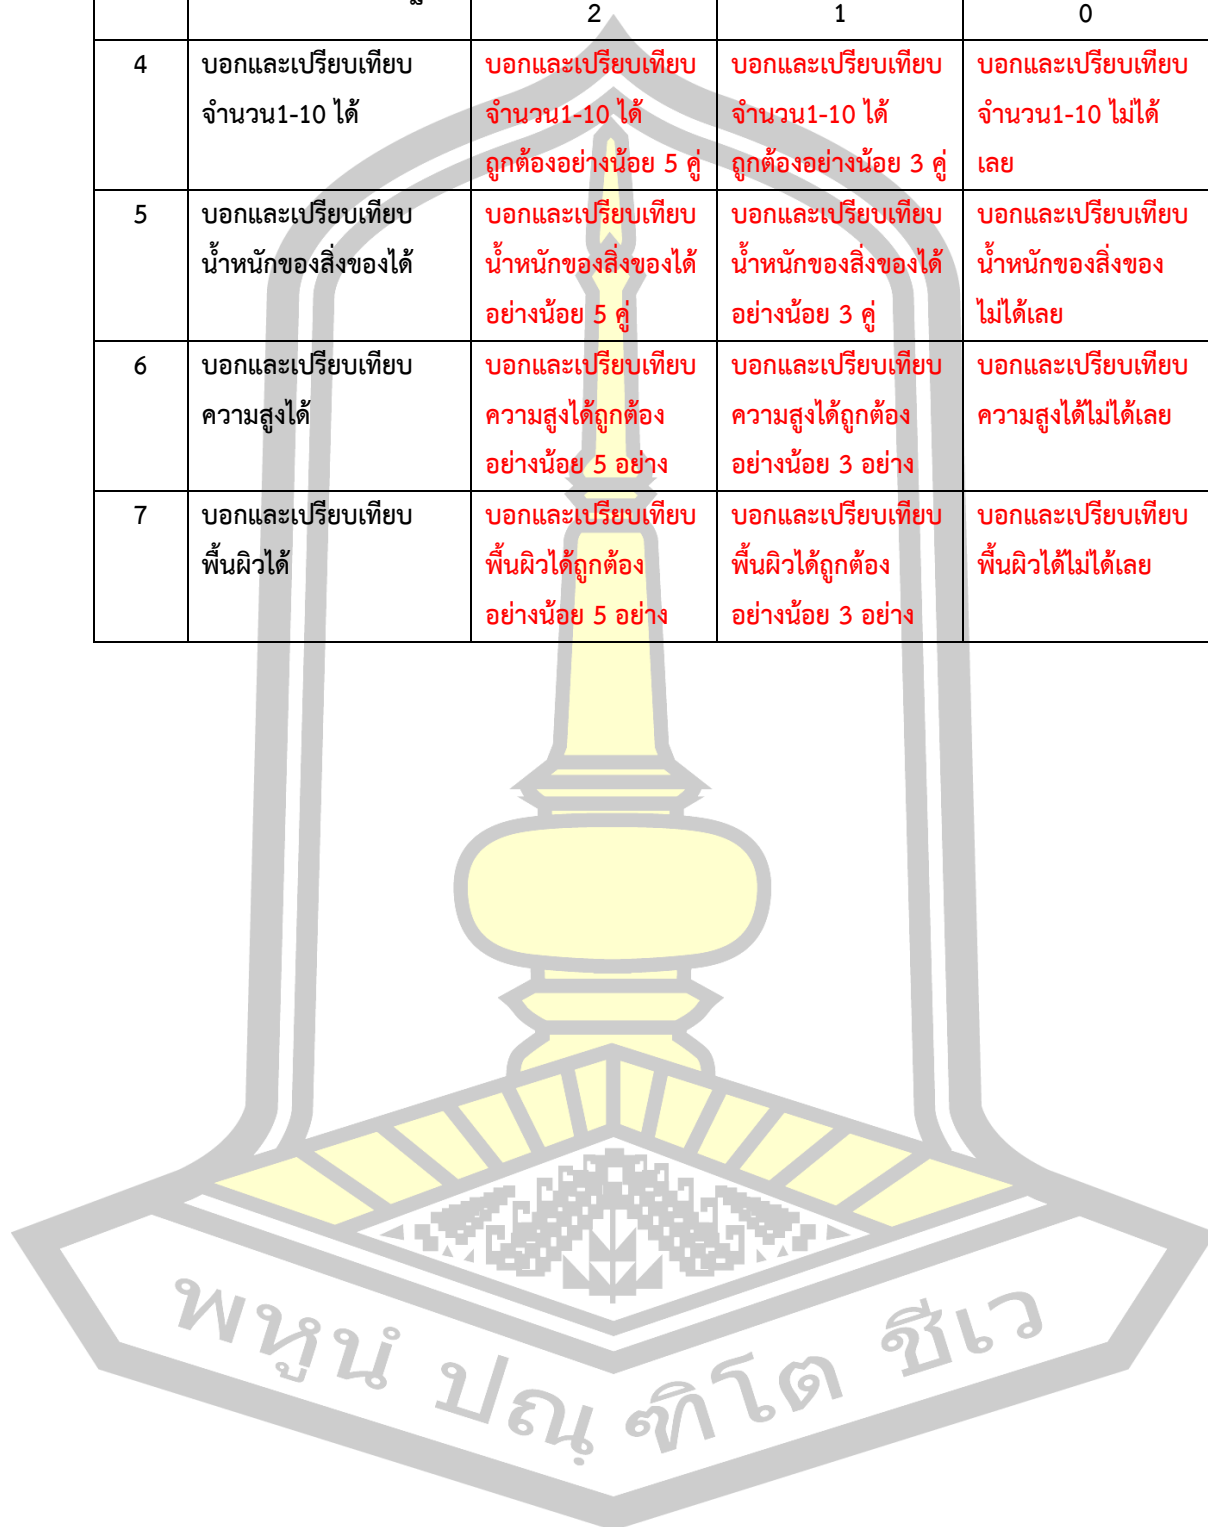 2 1 0
4 บอกและเปรียบเทียบ บอกและเปรียบเทียบ บอกและเปรียบเทียบ บอกและเปรียบเทียบ
จำนวน1-10 ได้ จำนวน1-10 ได้ จำนวน1-10 ได้ จำนวน1-10 ไม่ได้
ถูกต้องอย่างน้อย 5 คู่ ถูกต้องอย่างน้อย 3 คู่ เลย
5 บอกและเปรียบเทียบ บอกและเปรียบเทียบ บอกและเปรียบเทียบ บอกและเปรียบเทียบ
น้ำหนักของสิ่งของได้ น้ำหนักของสิ่งของได้ น้ำหนักของสิ่งของได้ น้ำหนักของสิ่งของ
อย่างน้อย 5 คู่ อย่างน้อย 3 คู่ ไม่ได้เลย
6 บอกและเปรียบเทียบ บอกและเปรียบเทียบ บอกและเปรียบเทียบ บอกและเปรียบเทียบ
ความสูงได้ ความสูงได้ถูกต้อง ความสูงได้ถูกต้อง ความสูงได้ไม่ได้เลย
อย่างน้อย 5 อย่าง อย่างน้อย 3 อย่าง
7 บอกและเปรียบเทียบ บอกและเปรียบเทียบ บอกและเปรียบเทียบ บอกและเปรียบเทียบ
พื้นผิวได้ พื้นผิวได้ถูกต้อง พื้นผิวได้ถูกต้อง พื้นผิวได้ไม่ได้เลย
อย่างน้อย 5 อย่าง อย่างน้อย 3 อย่าง
พหูนํ ปณฺฑิโต ชีเว